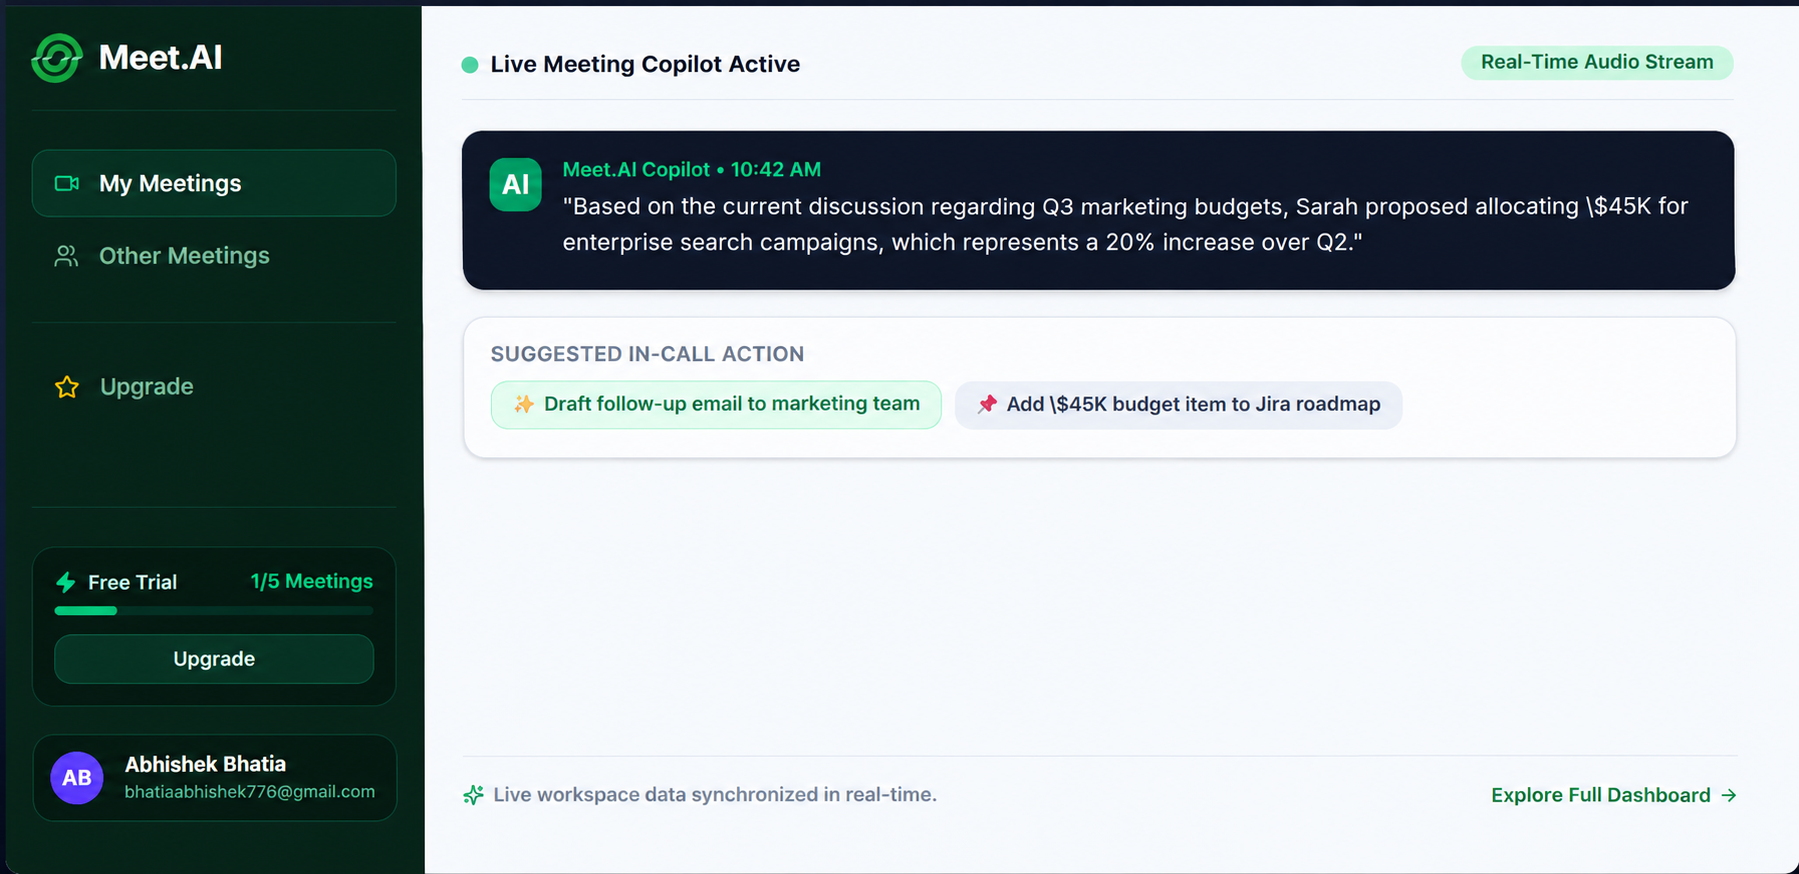 Meet.AI
My Meetings
Other Meetings
Upgrade
Free Trial
1/5 Meetings
Upgrade
AB
Abhishek Bhatia
bhatiaabhishek776@gmail.com
Live Meeting Copilot Active
Real-Time Audio Stream
AI
Meet.AI Copilot • 10:42 AM
"Based on the current discussion regarding Q3 marketing budgets, Sarah proposed allocating \$45K for
enterprise search campaigns, which represents a 20% increase over Q2."
SUGGESTED IN-CALL ACTION
✨ Draft follow-up email to marketing team
📌 Add \$45K budget item to Jira roadmap
Live workspace data synchronized in real-time.
Explore Full Dashboard →